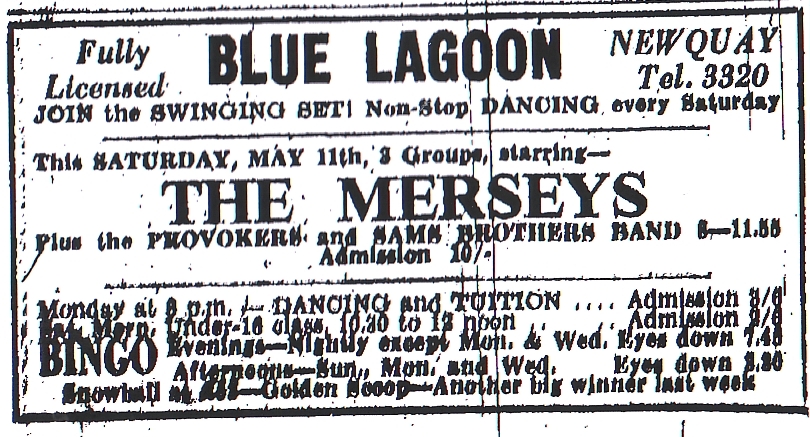 Fully Licensed
BLUE LAGOON
NEWQUAY
Tel. 3320
JOIN the SWINGING SET! Non-Stop DANCING every Saturday
This SATURDAY, MAY 11th, 3 Groups, starring—
THE MERSEYS
Plus the PROVOKERS and SAMS BROTHERS BAND 8—11.55
Admission 10/-
Monday at 8 p.m. — DANCING and TUITION .... Admission 3/6
Sat. Morn. Under-16 class, 10.30 to 12 noon .. ... Admission 2/6
BINGO
Evenings—Nightly except Mon. & Wed. Eyes down 7.45
Afternoons—Sun., Mon. and Wed. Eyes down
Snowball at —Golden Scoop—Another big winner last week